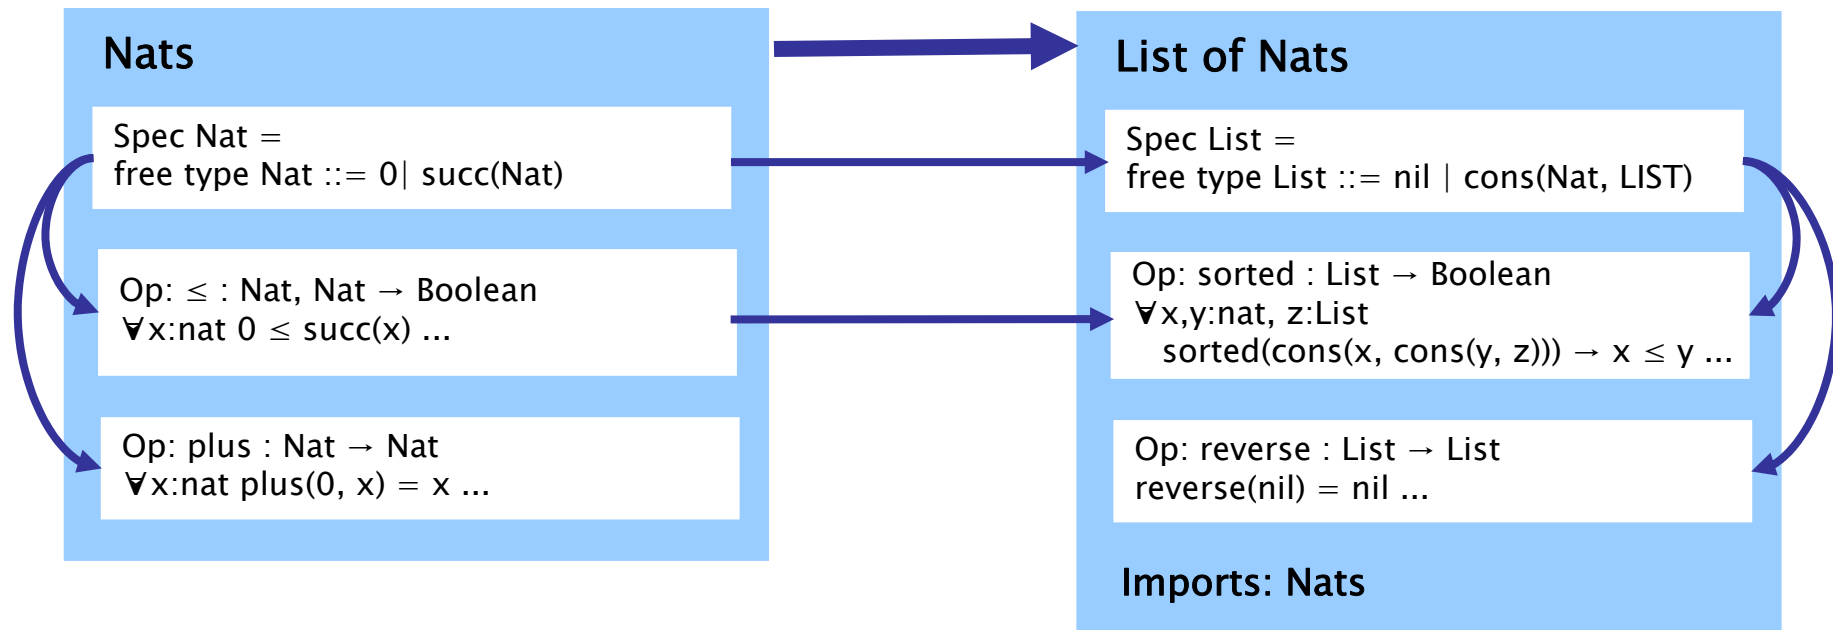 Nats
Spec Nat =
free type Nat ::= 0| succ(Nat)
Op: ≤ : Nat, Nat → Boolean
∀x:nat 0 ≤ succ(x) ...
Op: plus : Nat → Nat
∀x:nat plus(0, x) = x ...
List of Nats
Spec List =
free type List ::= nil | cons(Nat, LIST)
Op: sorted : List → Boolean
∀x,y:nat, z:List
sorted(cons(x, cons(y, z))) → x ≤ y ...
Op: reverse : List → List
reverse(nil) = nil ...
Imports: Nats